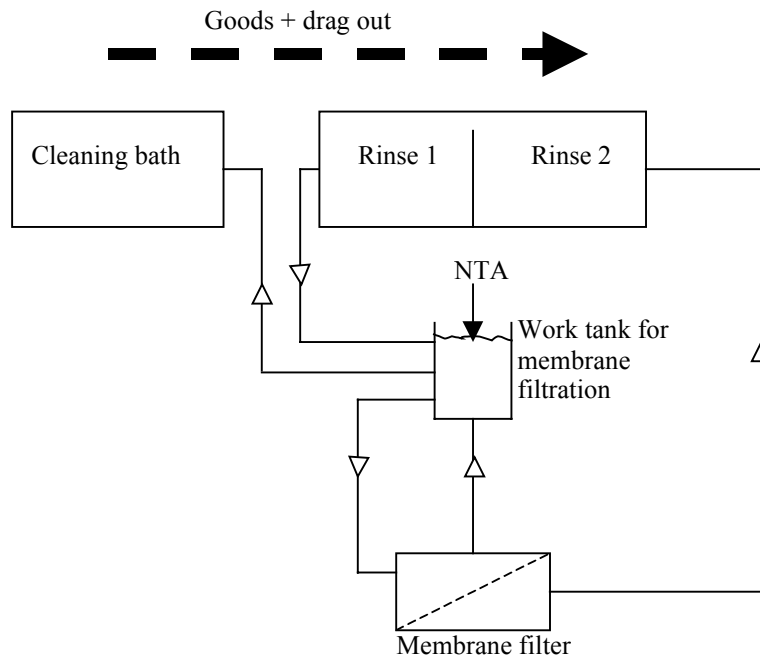 Goods + drag out
Cleaning bath
Rinse 1
Rinse 2
NTA
Work tank for
membrane
filtration
Membrane filter